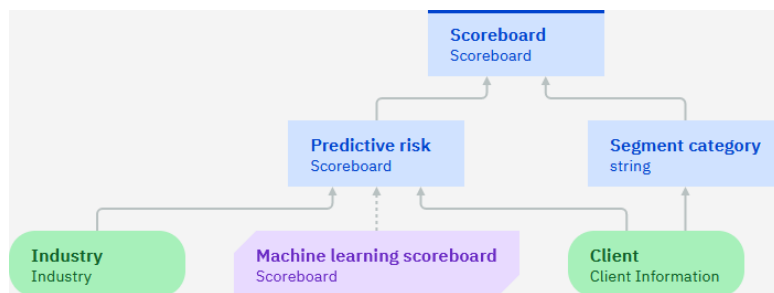 Scoreboard
Scoreboard
Predictive risk
Scoreboard
Segment category
string
Industry
Industry
Machine learning scoreboard
Scoreboard
Client
Client Information